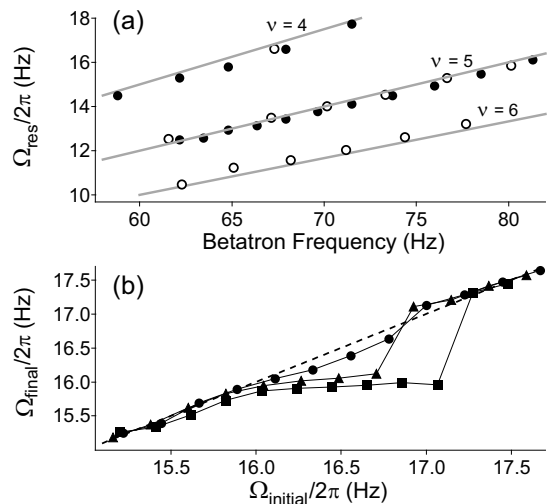 (a)
ν = 4
ν = 5
ν = 6
Ω_res/2π (Hz)
18
16
14
12
10
60 65 70 75 80
Betatron Frequency (Hz)
(b)
Ω_final/2π (Hz)
17.5
17.0
16.5
16.0
15.5
15.5 16.0 16.5 17.0 17.5
Ω_initial/2π (Hz)